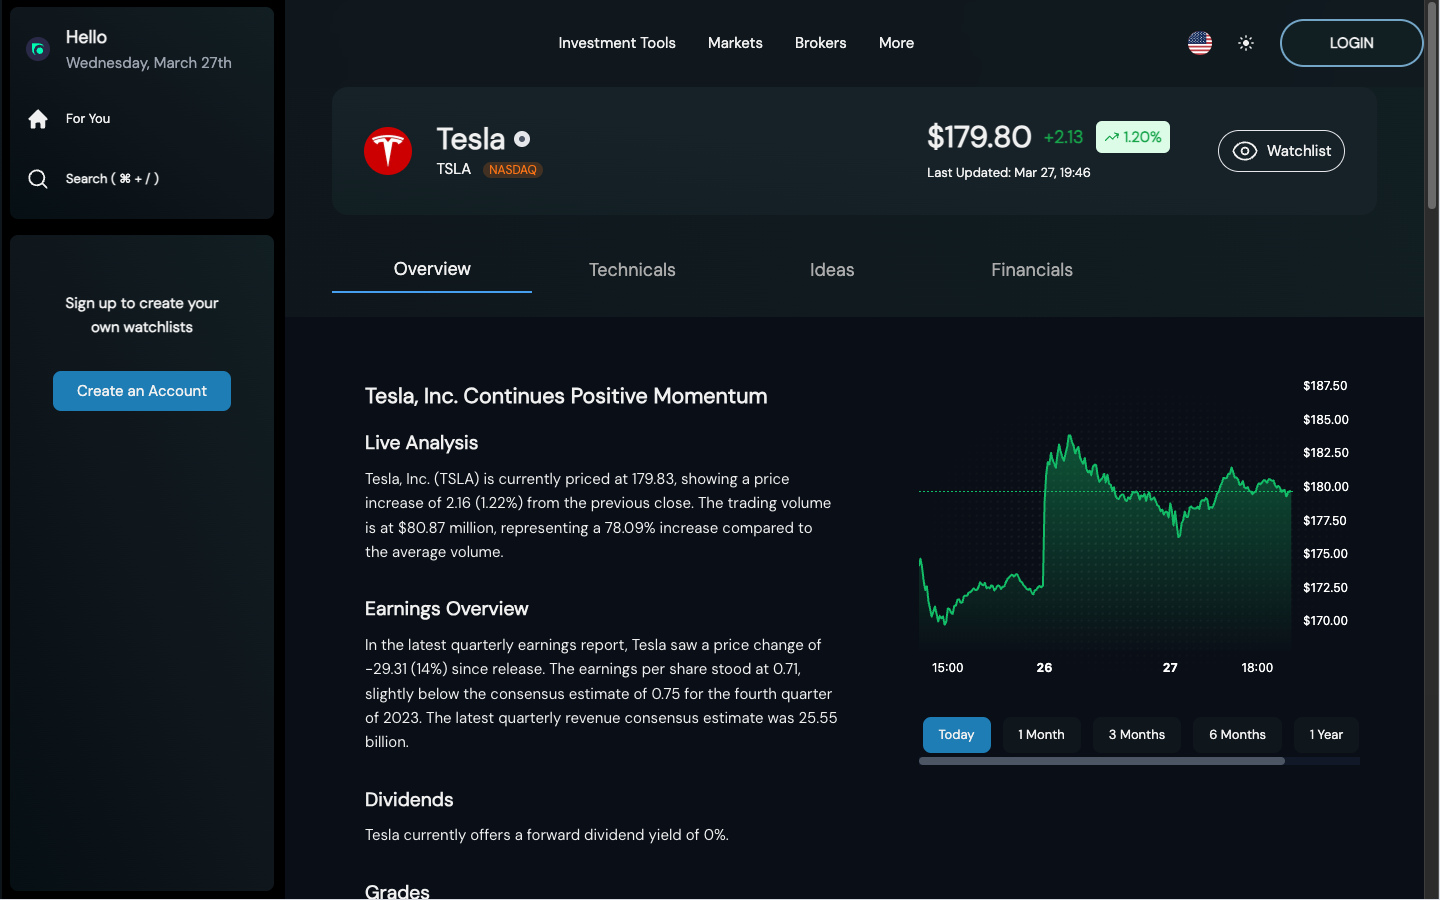 Hello
Wednesday, March 27th
For You
Search ( ⌘ + / )
Sign up to create your
own watchlists
Create an Account
Investment Tools
Markets
Brokers
More
LOGIN
Tesla
TSLA
NASDAQ
$179.80
+2.13
1.20%
Last Updated: Mar 27, 19:46
Watchlist
Overview
Technicals
Ideas
Financials
Tesla, Inc. Continues Positive Momentum
Live Analysis
Tesla, Inc. (TSLA) is currently priced at 179.83, showing a price
increase of 2.16 (1.22%) from the previous close. The trading volume
is at $80.87 million, representing a 78.09% increase compared to
the average volume.
Earnings Overview
In the latest quarterly earnings report, Tesla saw a price change of
-29.31 (14%) since release. The earnings per share stood at 0.71,
slightly below the consensus estimate of 0.75 for the fourth quarter
of 2023. The latest quarterly revenue consensus estimate was 25.55
billion.
Dividends
Tesla currently offers a forward dividend yield of 0%.
Grades
$187.50
$185.00
$182.50
$180.00
$177.50
$175.00
$172.50
$170.00
15:00
26
27
18:00
Today
1 Month
3 Months
6 Months
1 Year